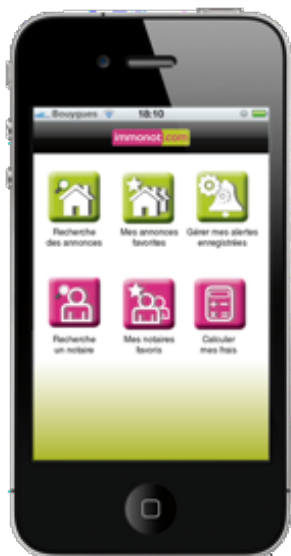 Bouygues 18:10
immonot.com
Recherche
des annonces
Mes annonces
favorites
Gérer mes alertes
enregistrées
Recherche
un notaire
Mes notaires
favoris
Calculer
mes frais